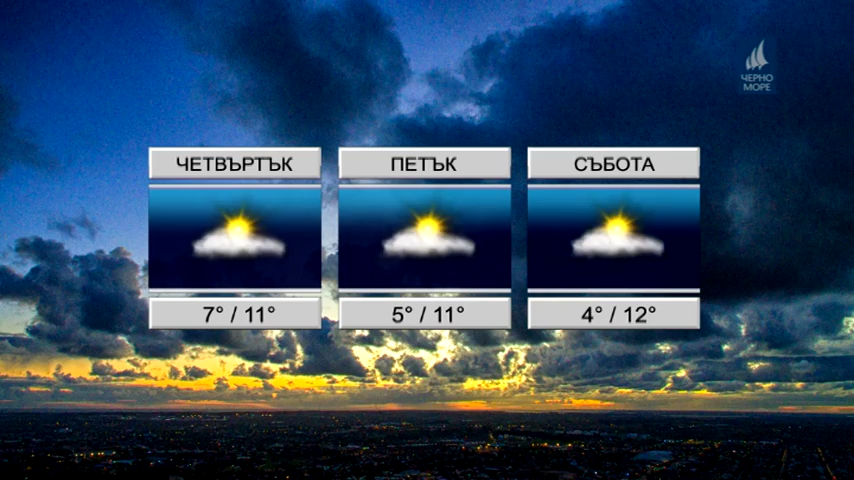 ЧЕРНО
МОРЕ
ЧЕТВЪРТЪК
ПЕТЪК
СЪБОТА
7° / 11°
5° / 11°
4° / 12°